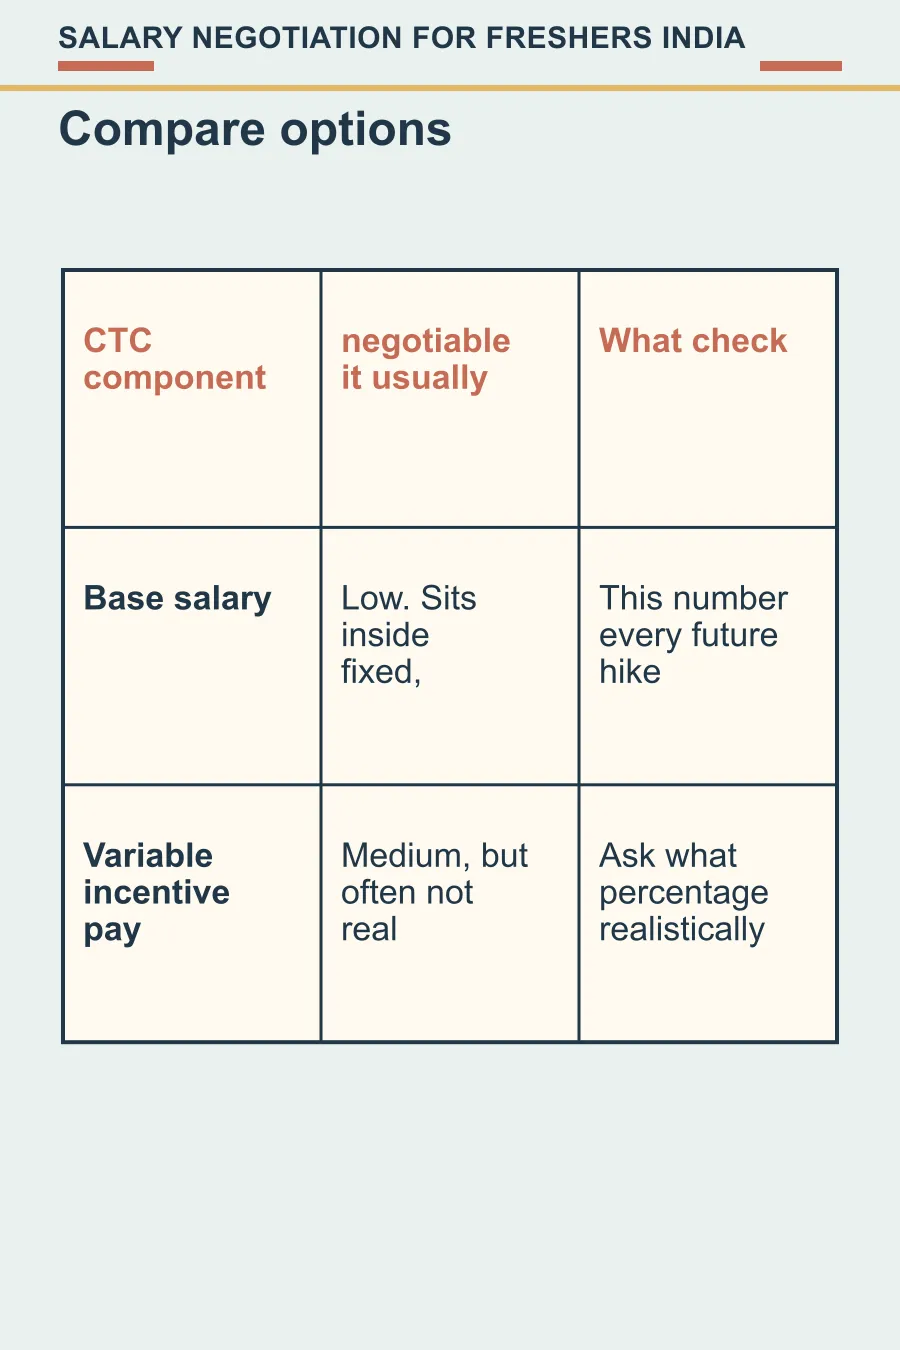 SALARY NEGOTIATION FOR FRESHERS INDIA
Compare options
CTC
component
negotiable
it usually
What check
Base salary
Low. Sits
inside
fixed,
This number
every future
hike
Variable
incentive
pay
Medium, but
often not
real
Ask what
percentage
realistically